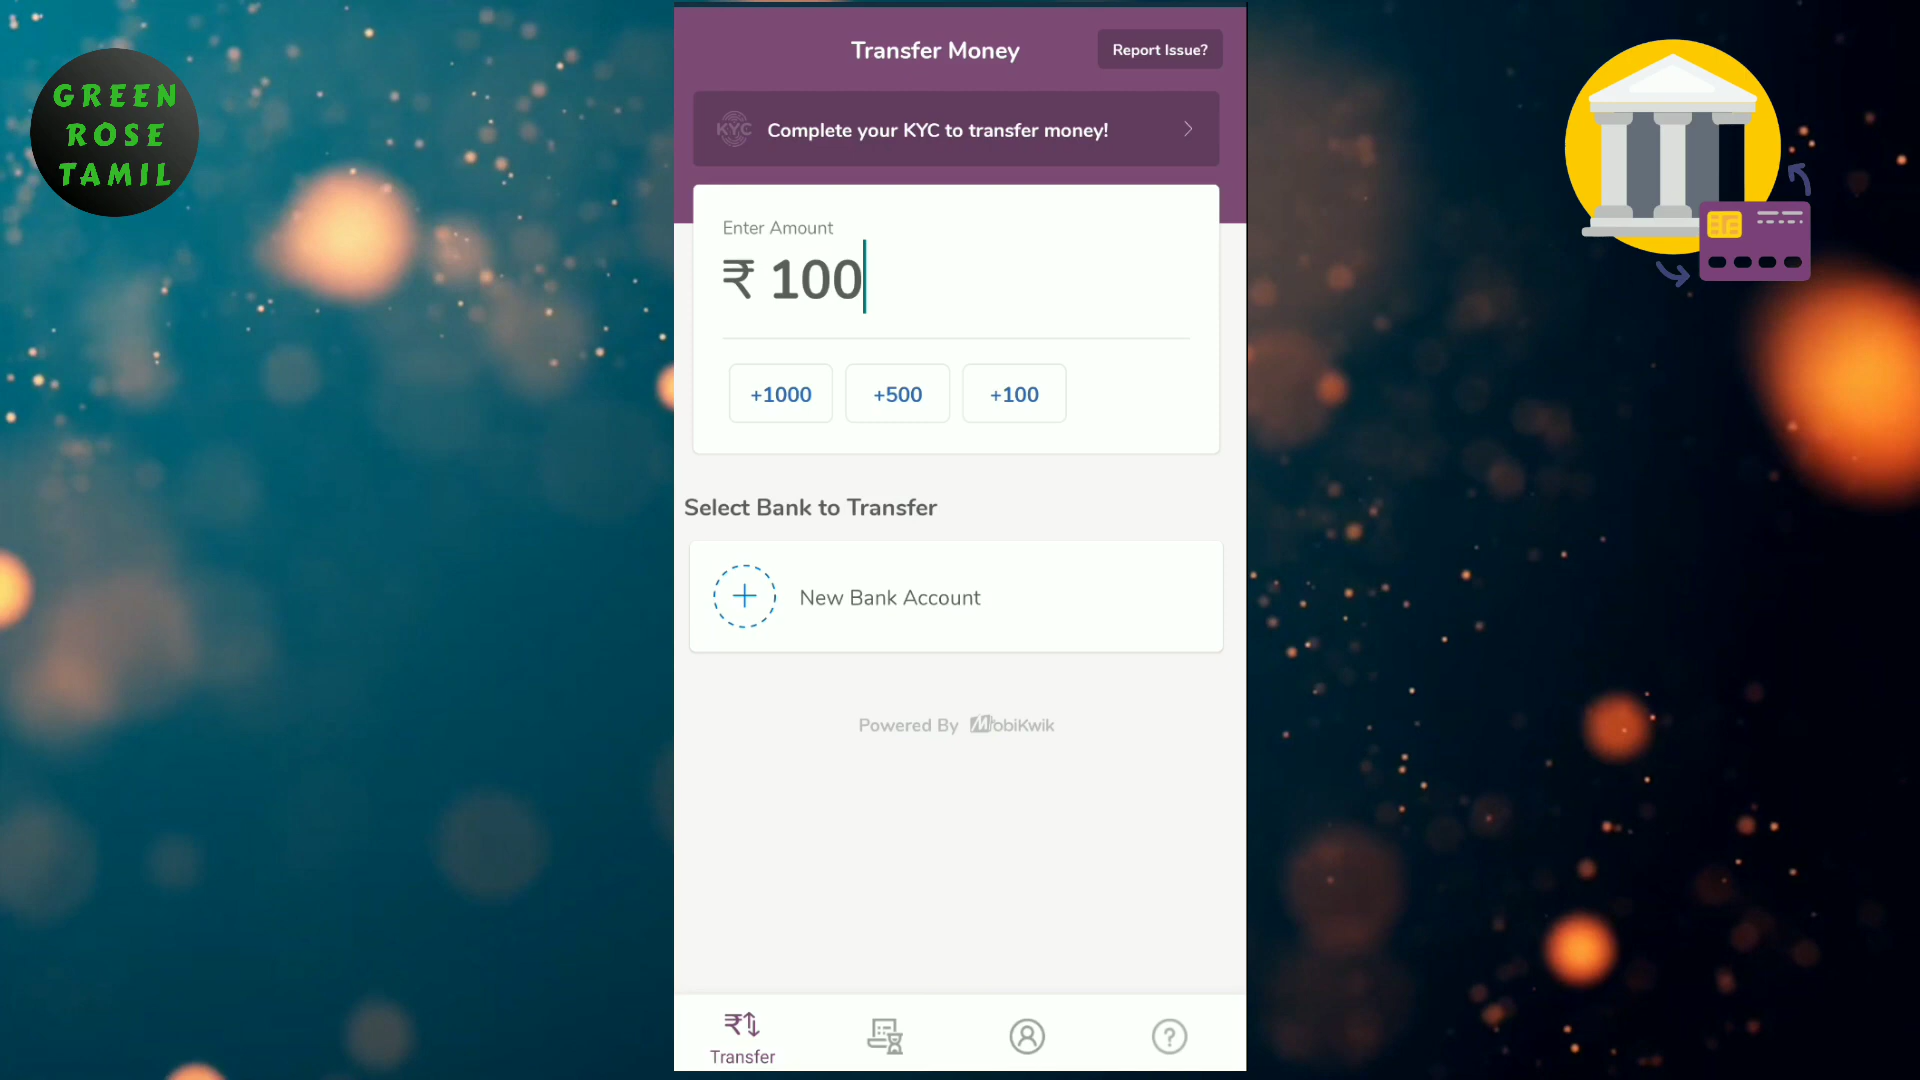 GREEN
ROSE
TAMIL
Transfer Money
Report Issue?
KYC
Complete your KYC to transfer money!
Enter Amount
₹ 100
+1000
+500
+100
Select Bank to Transfer
New Bank Account
Powered By MobiKwik
Transfer